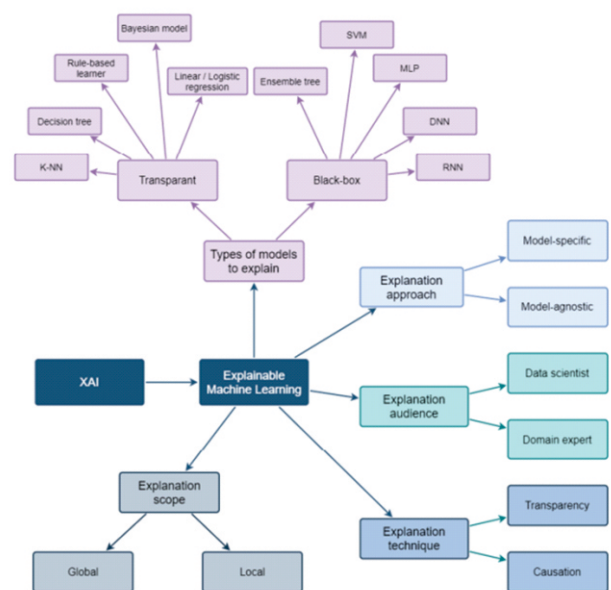 Bayesian model
SVM
Rule-based
learner
MLP
Linear / Logistic
regression
Ensemble tree
Decision tree
DNN
K-NN
Transparant
Black-box
RNN
Types of models
to explain
Model-specific
Explanation
approach
Model-agnostic
XAI
Explainable
Machine Learning
Data scientist
Explanation
audience
Domain expert
Explanation
scope
Transparency
Explanation
technique
Global
Local
Causation